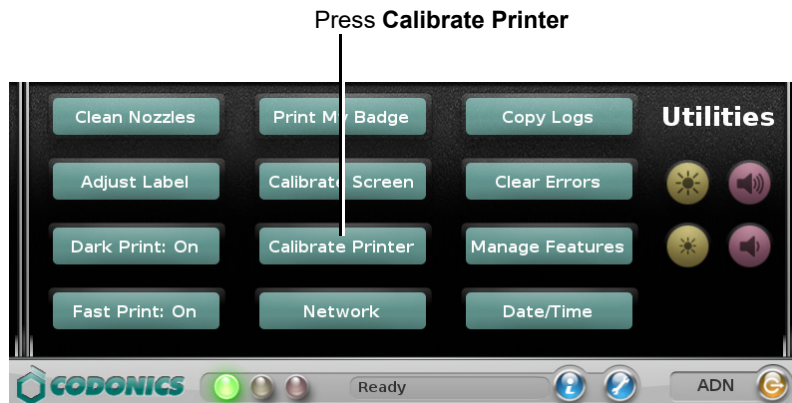 Press Calibrate Printer
Clean Nozzles Print My Badge Copy Logs Utilities
Adjust Label Calibrate Screen Clear Errors
Dark Print: On Calibrate Printer Manage Features
Fast Print: On Network Date/Time
CODONICS Ready i ADN